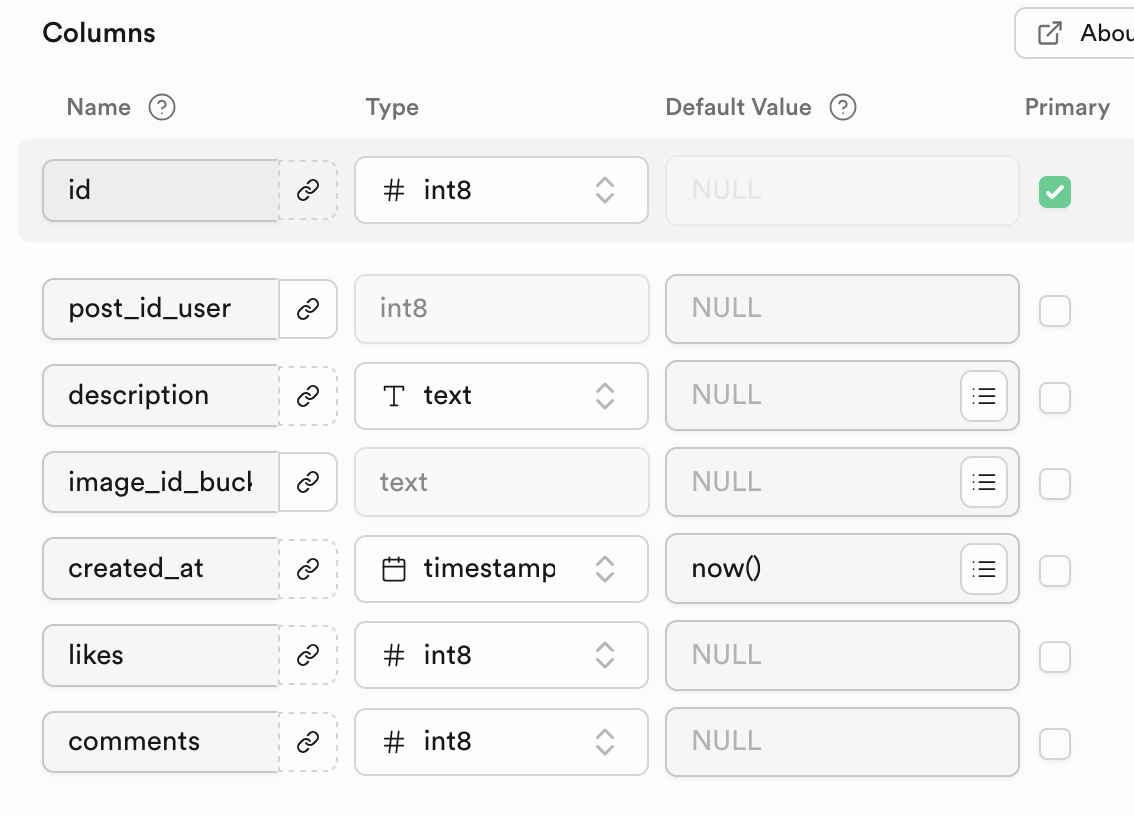 Columns
Abou
Name Type Default Value Primary
id int8 NULL
post_id_user int8 NULL
description text NULL
image_id_buck text NULL
created_at timestamp now()
likes int8 NULL
comments int8 NULL